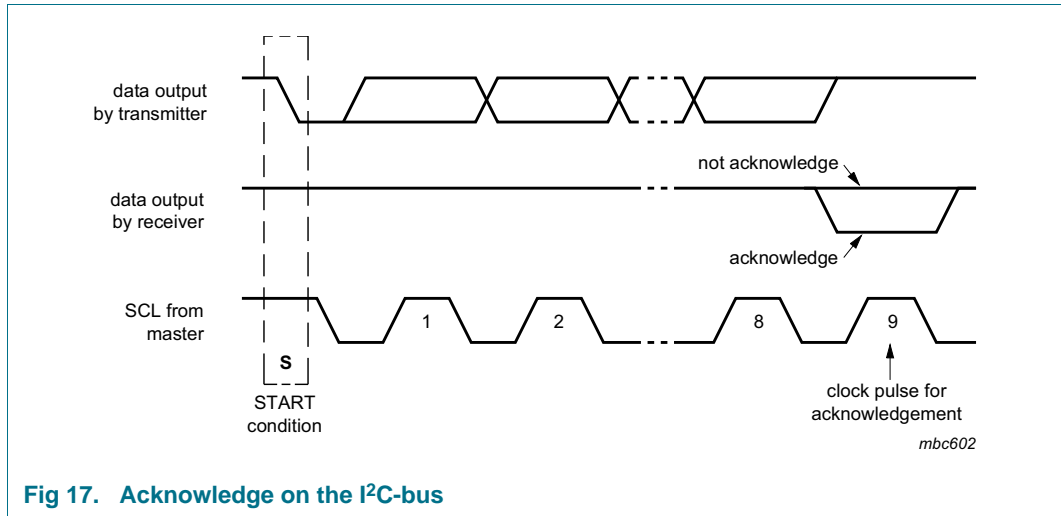 data output
by transmitter
not acknowledge
data output
by receiver
acknowledge
SCL from
master
1
2
8
9
S
START
condition
clock pulse for
acknowledgement
mbc602
Fig 17. Acknowledge on the I²C-bus